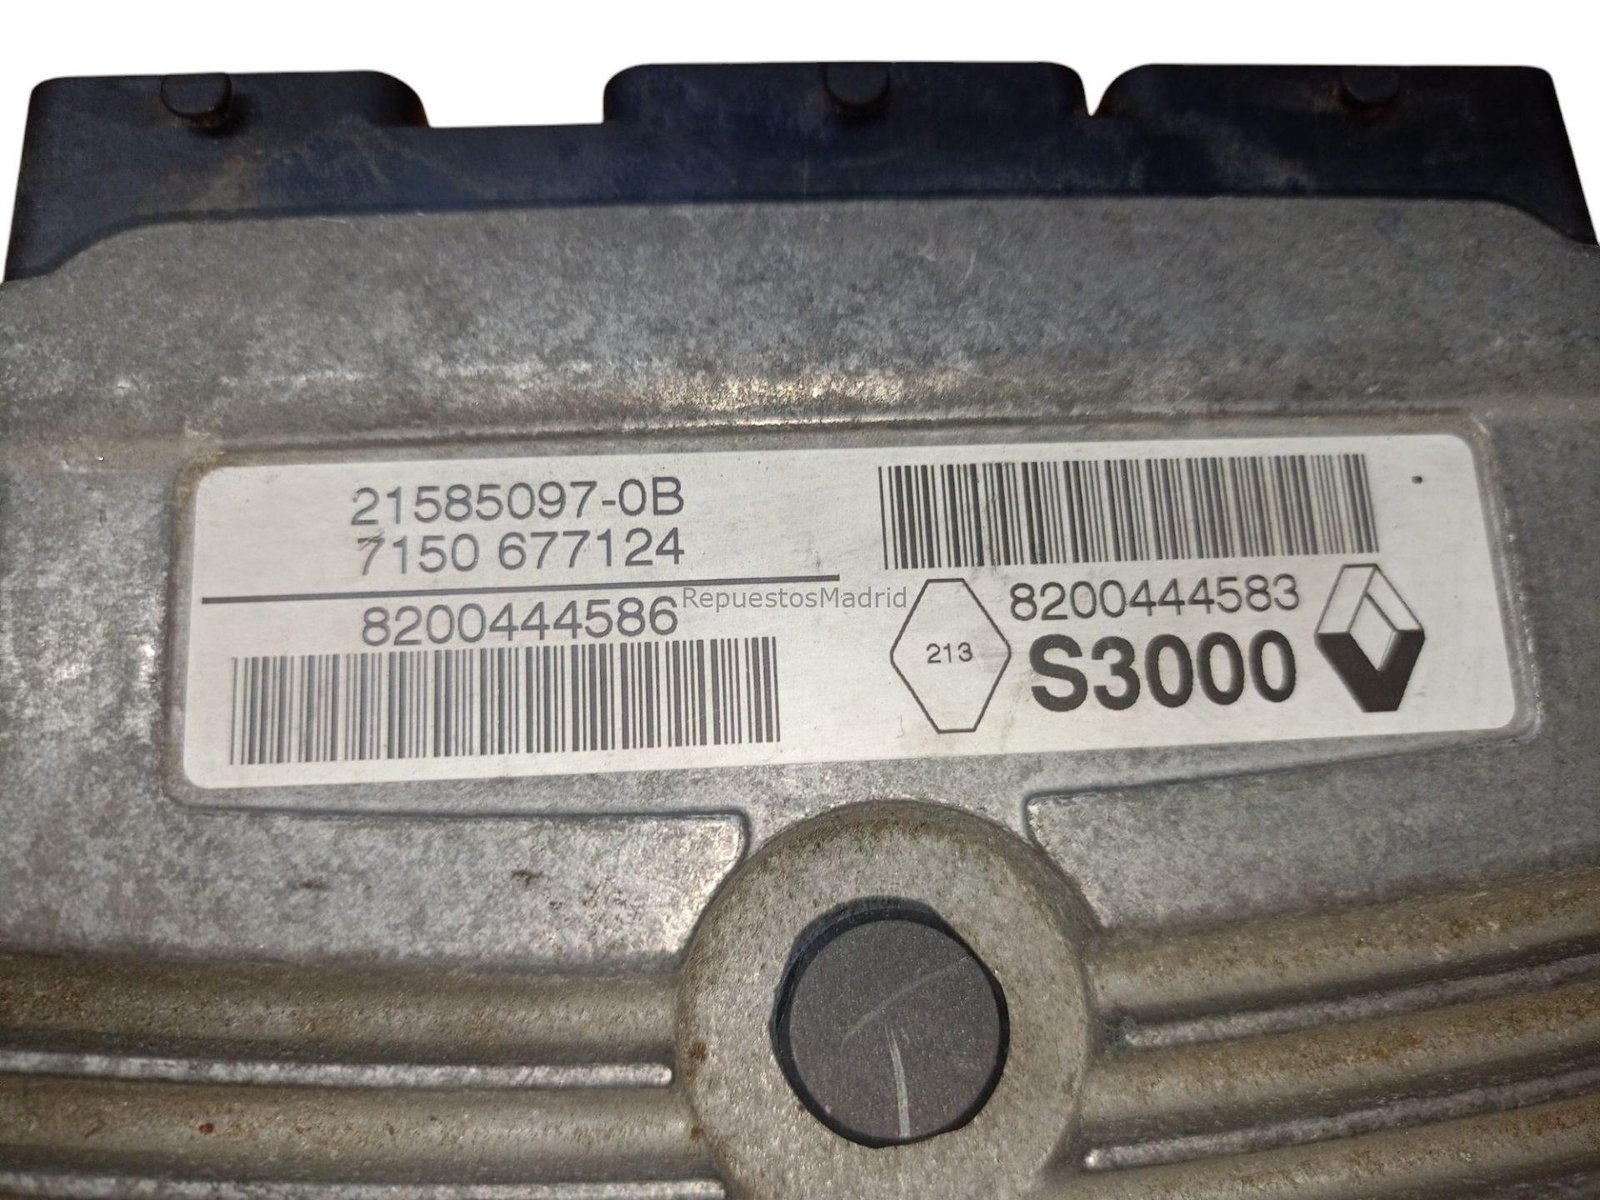 21585097-0B
7150 677124
8200444586
RepuestosMadrid
213
8200444583
S3000